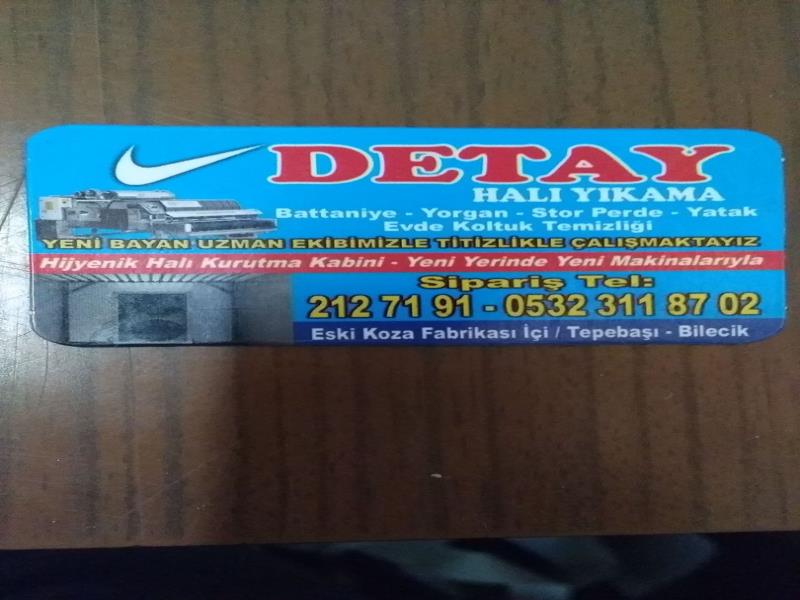 DETAY
HALI YIKAMA
Battaniye - Yorgan - Stor Perde - Yatak
Evde Koltuk Temizliği
YENİ BAYAN UZMAN EKİBİMİZLE TİTİZLİKLE ÇALIŞMAKTAYIZ
Hijyenik Halı Kurutma Kabini - Yeni Yerinde Yeni Makinalarıyla
Sipariş Tel:
212 71 91 - 0532 311 87 02
Eski Koza Fabrikası İçi / Tepebaşı - Bilecik